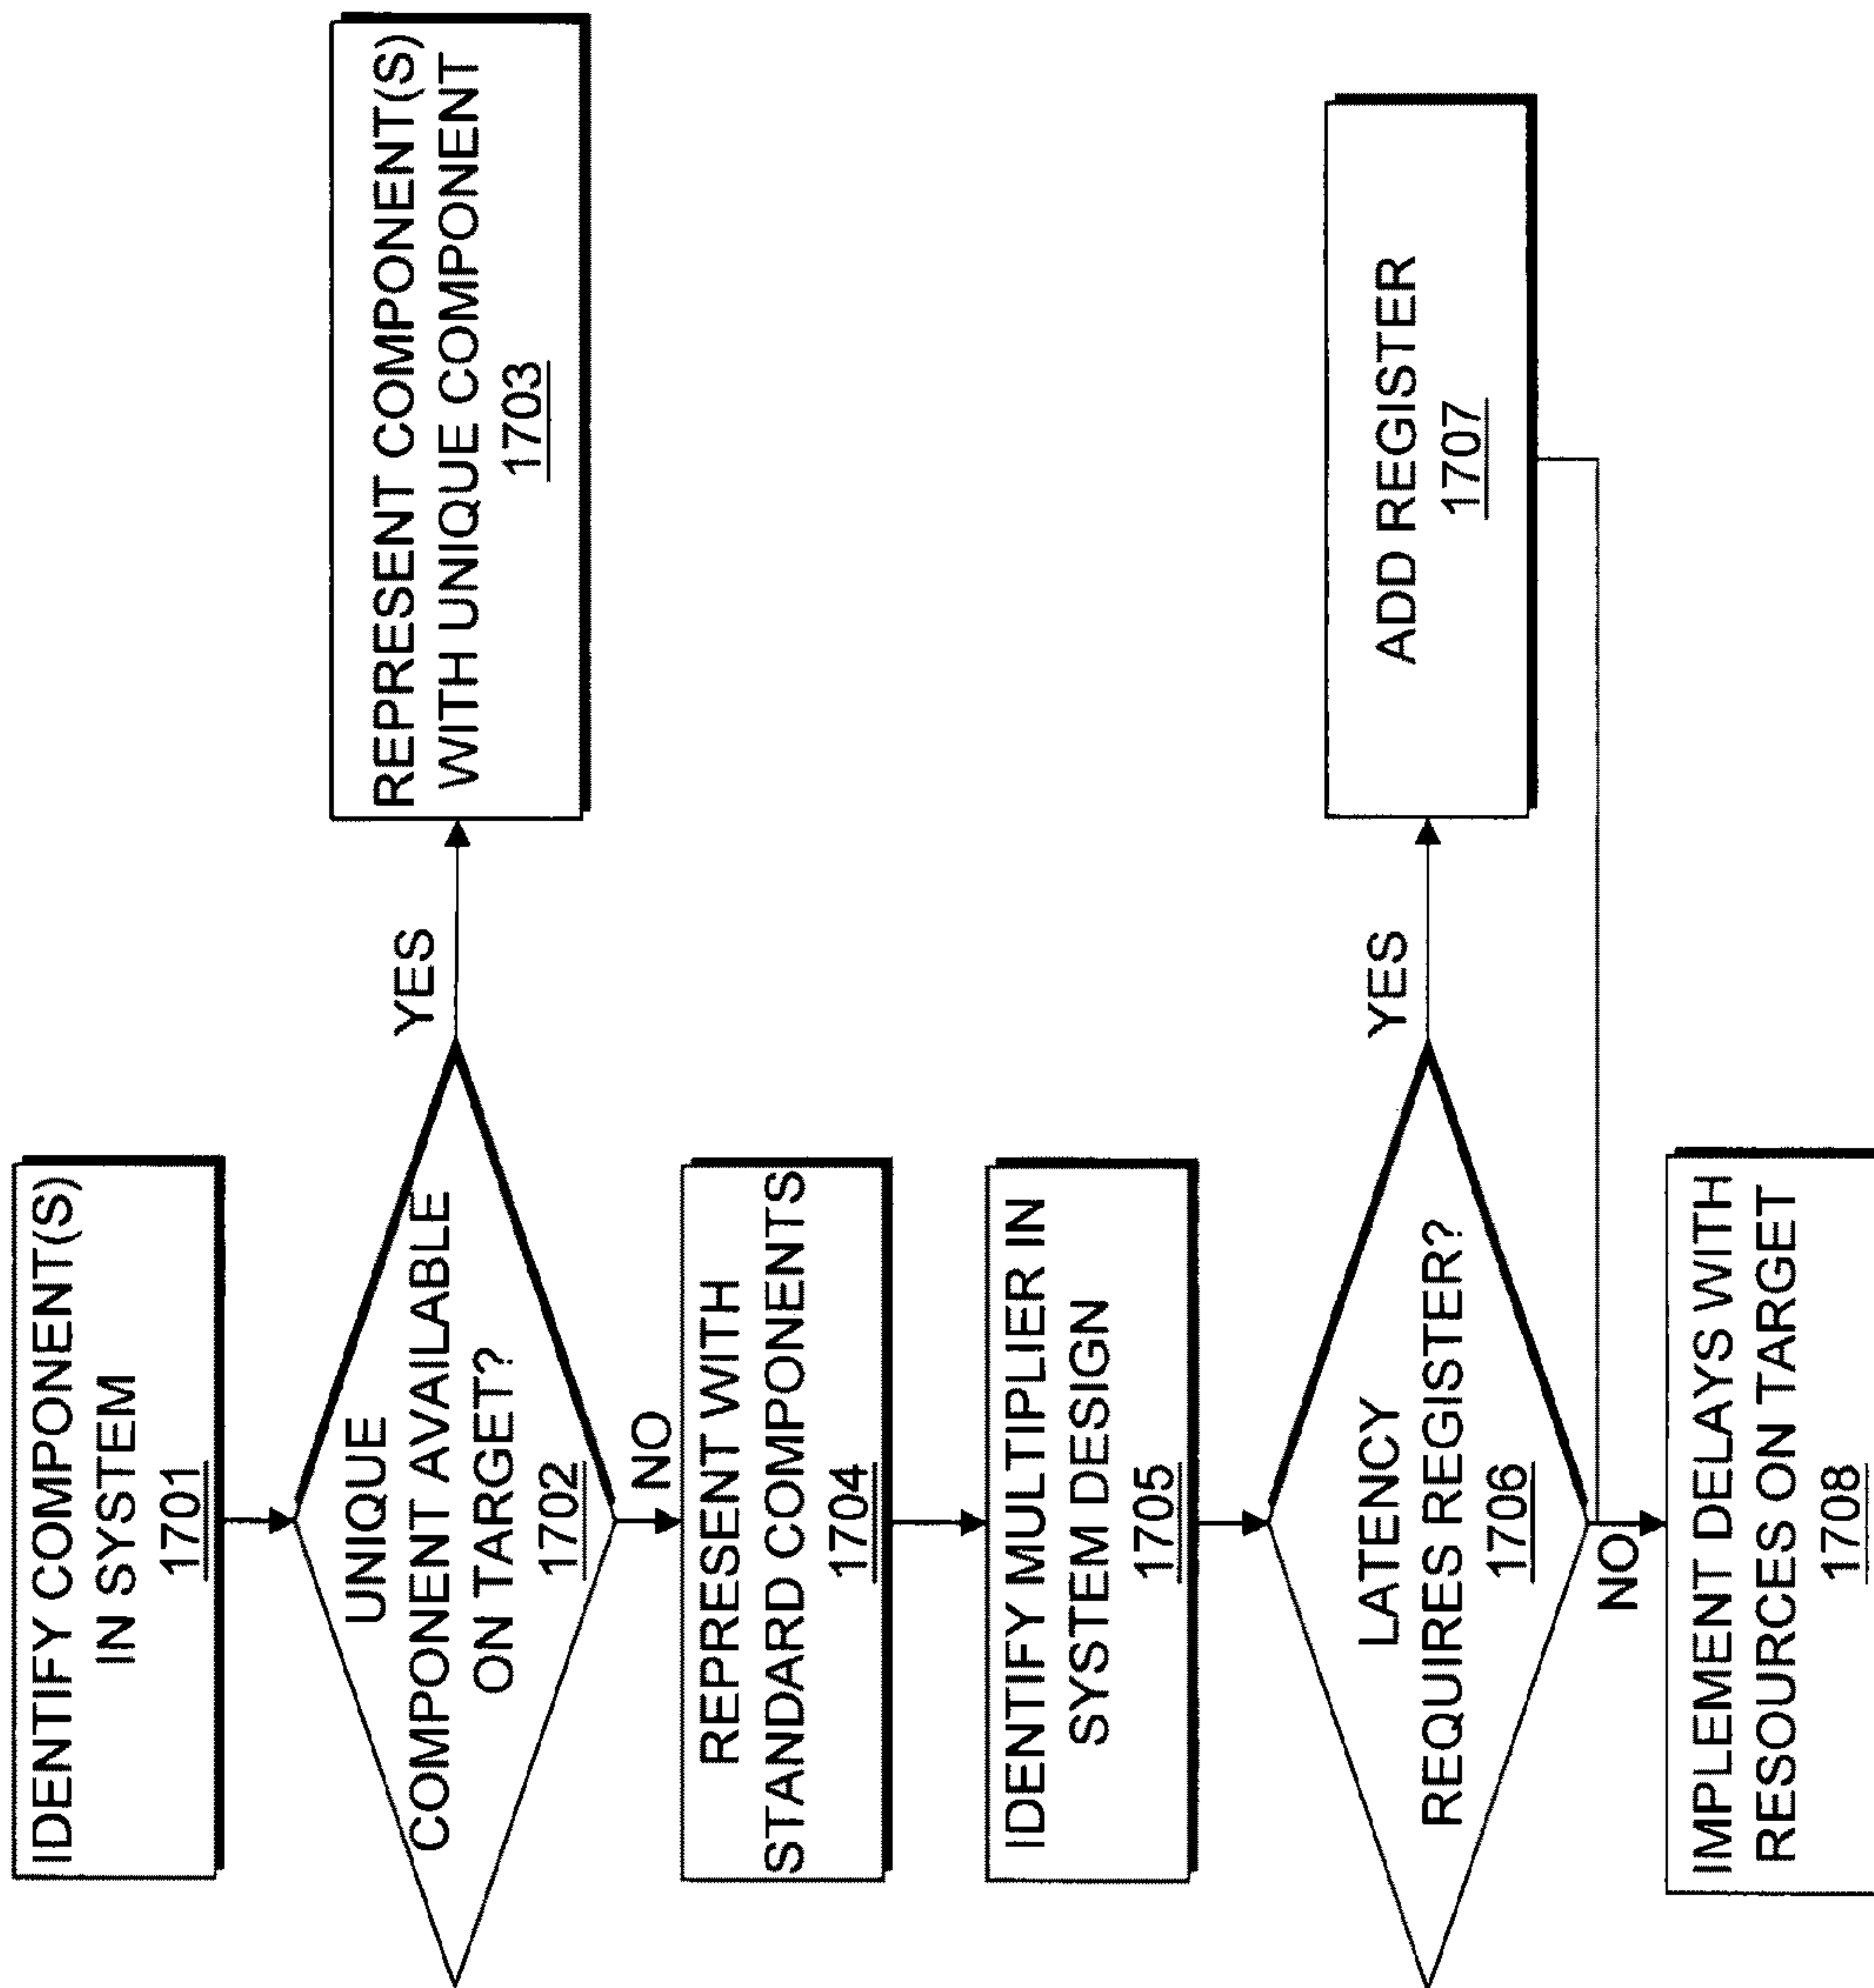 IDENTIFY COMPONENT(S)
IN SYSTEM
1701
UNIQUE
COMPONENT AVAILABLE
ON TARGET?
1702
YES
REPRESENT COMPONENT(S)
WITH UNIQUE COMPONENT
1703
NO
REPRESENT WITH
STANDARD COMPONENTS
1704
IDENTIFY MULTIPLIER IN
SYSTEM DESIGN
1705
LATENCY
REQUIRES REGISTER?
1706
YES
ADD REGISTER
1707
NO
IMPLEMENT DELAYS WITH
RESOURCES ON TARGET
1708